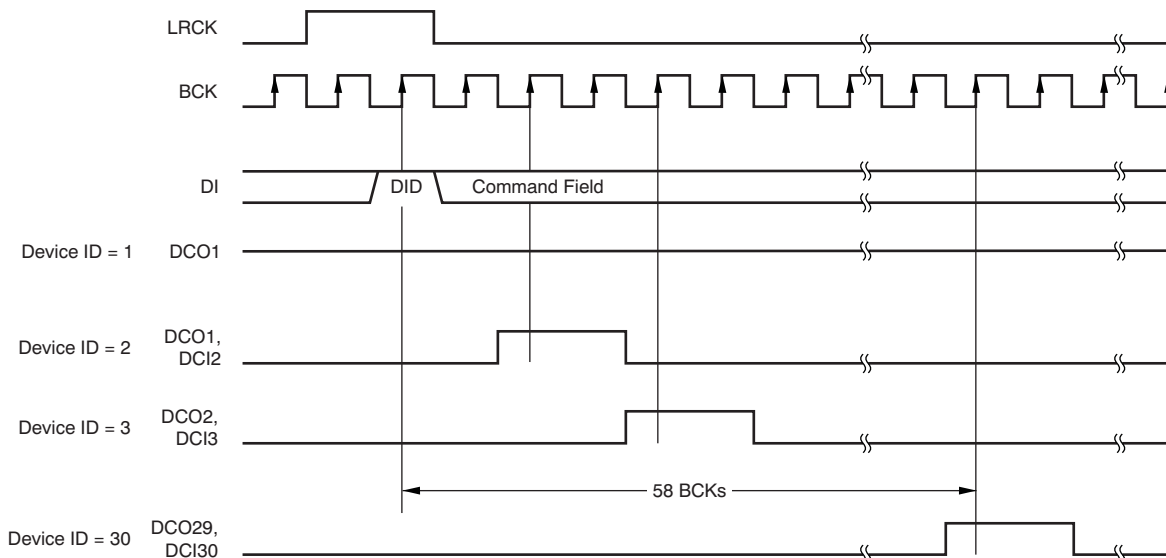 LRCK
BCK
DI
DID
Command Field
Device ID = 1
DCO1
Device ID = 2
DCO1,
DCI2
Device ID = 3
DCO2,
DCI3
58 BCKs
Device ID = 30
DCO29,
DCI30